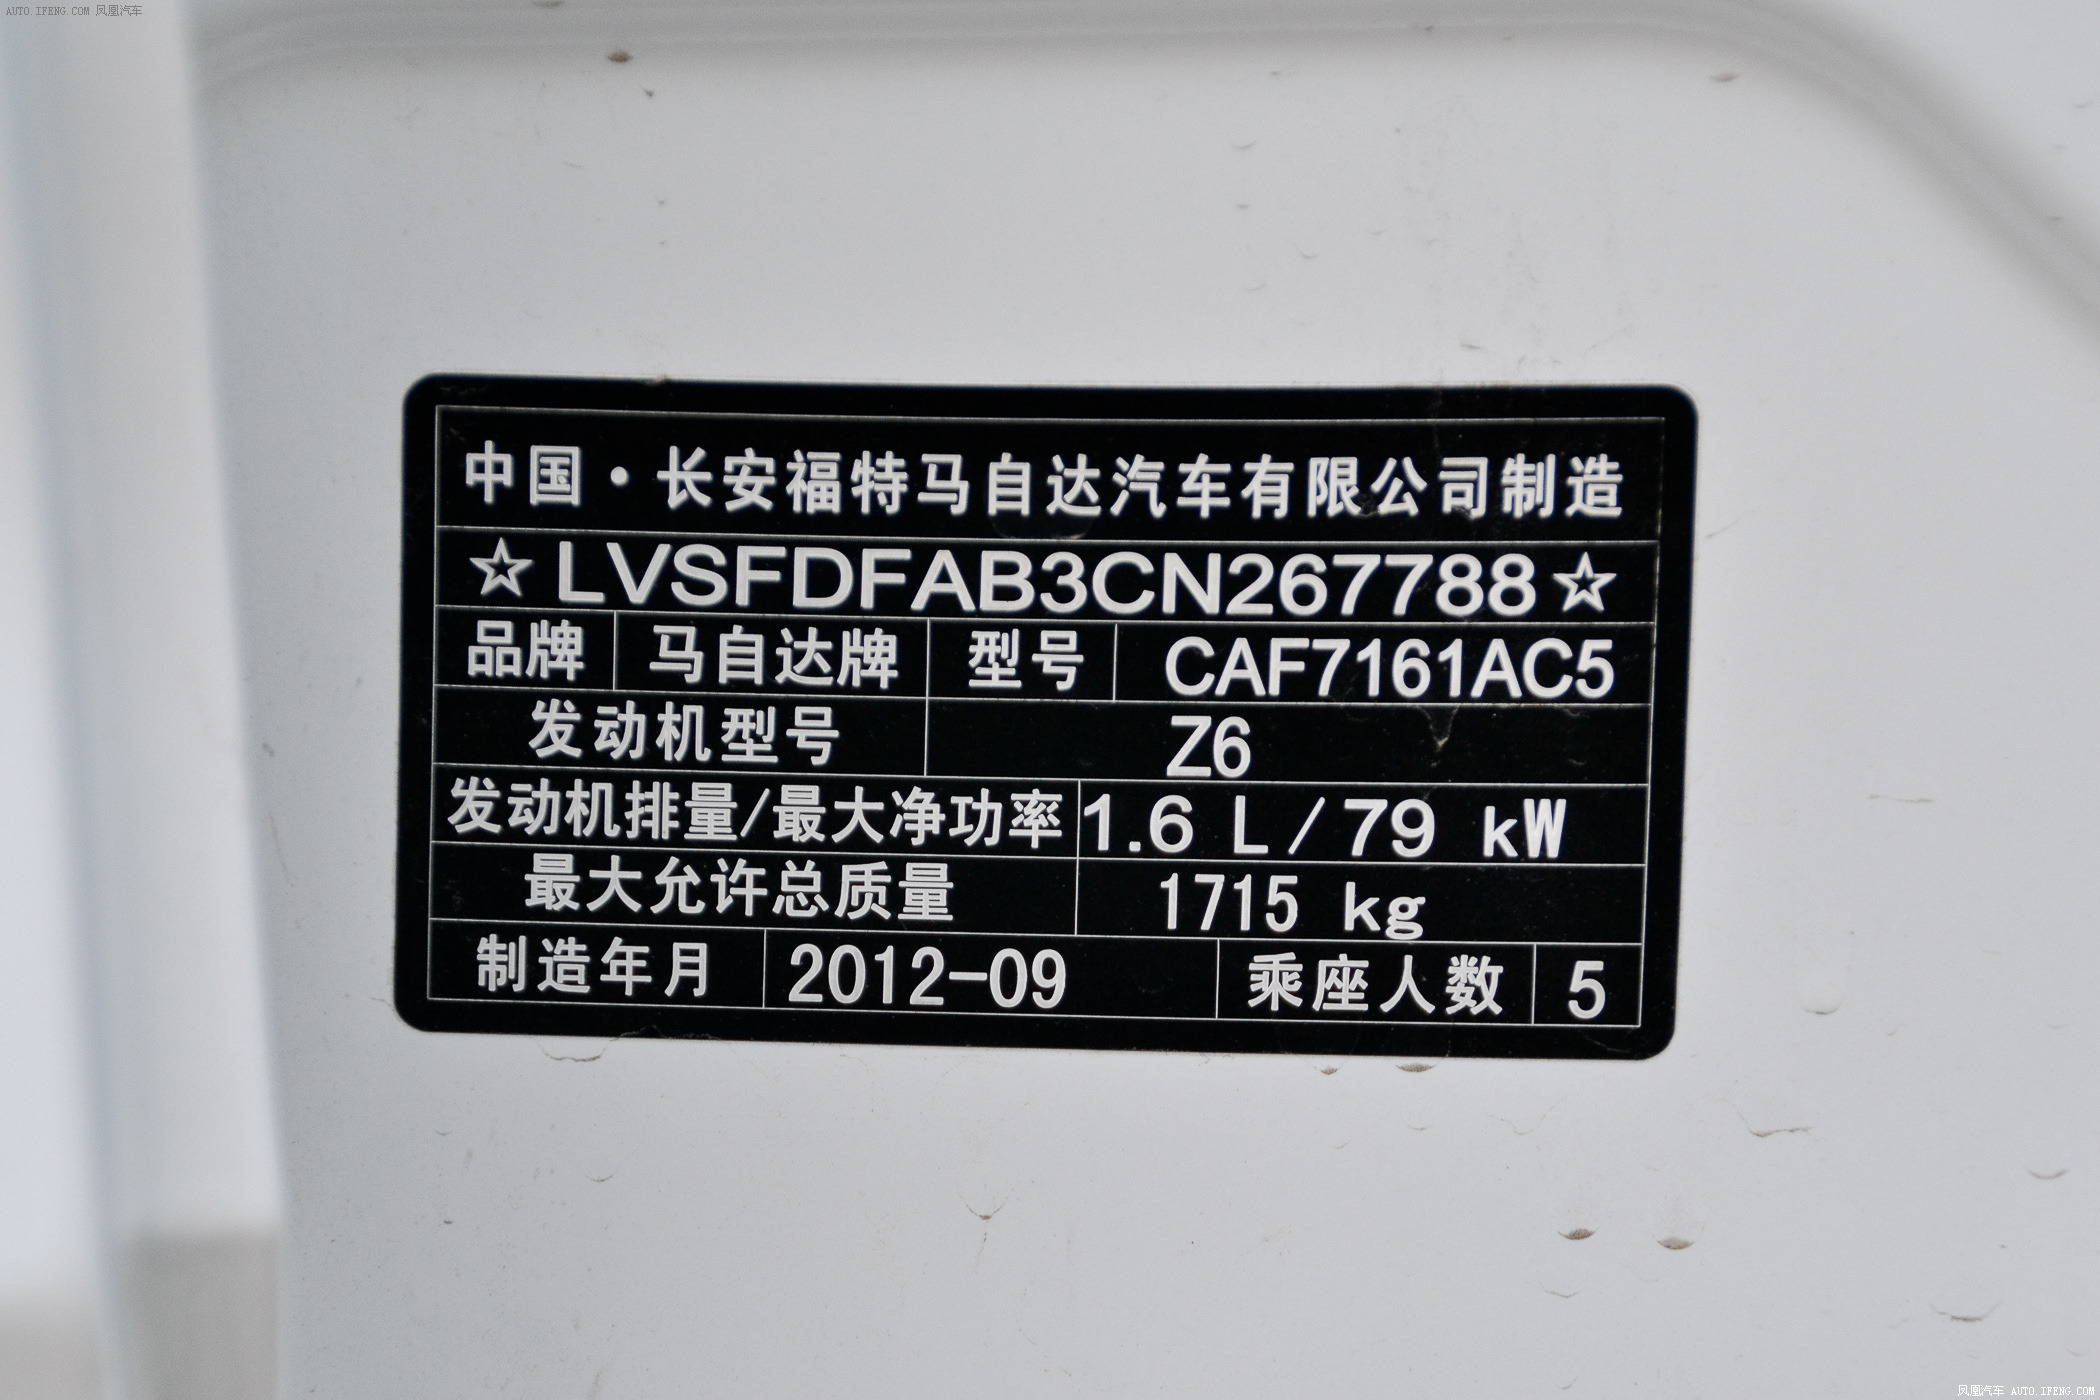 AUTO.IFENG.COM 凤凰汽车
中国·长安福特马自达汽车有限公司制造
☆LVSFDFAB3CN267788☆
品牌 马自达牌 型号 CAF7161AC5
发动机型号 Z6
发动机排量/最大净功率 1.6 L/79 kW
最大允许总质量 1715 kg
制造年月 2012-09 乘座人数 5
凤凰汽车 AUTO.IFENG.COM